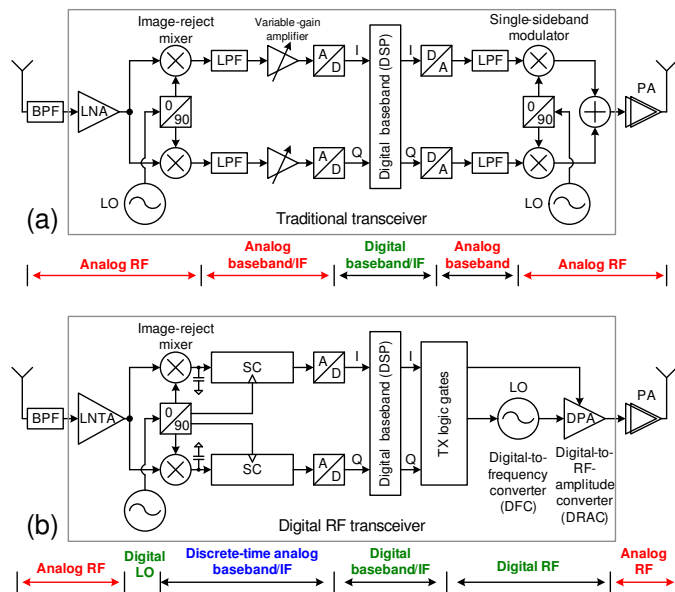 Image-reject
mixer
Variable-gain
amplifier
Single-sideband
modulator
BPF
LNA
0
90
LPF
A
D
I
Digital baseband (DSP)
I
D
A
LPF
0
90
PA
LPF
A
D
Q
Q
D
A
LPF
LO
LO
(a)
Traditional transceiver
Analog RF
Analog
baseband/IF
Digital
baseband/IF
Analog
baseband
Analog RF
Image-reject
mixer
BPF
LNTA
0
90
SC
A
D
I
Digital baseband (DSP)
I
TX logic gates
LO
DPA
PA
SC
A
D
Q
Q
Digital-to-
frequency
converter
(DFC)
Digital-to-
RF-
amplitude
converter
(DRAC)
(b)
Digital RF transceiver
Analog RF
Digital
LO
Discrete-time analog
baseband/IF
Digital
baseband/IF
Digital RF
Analog
RF